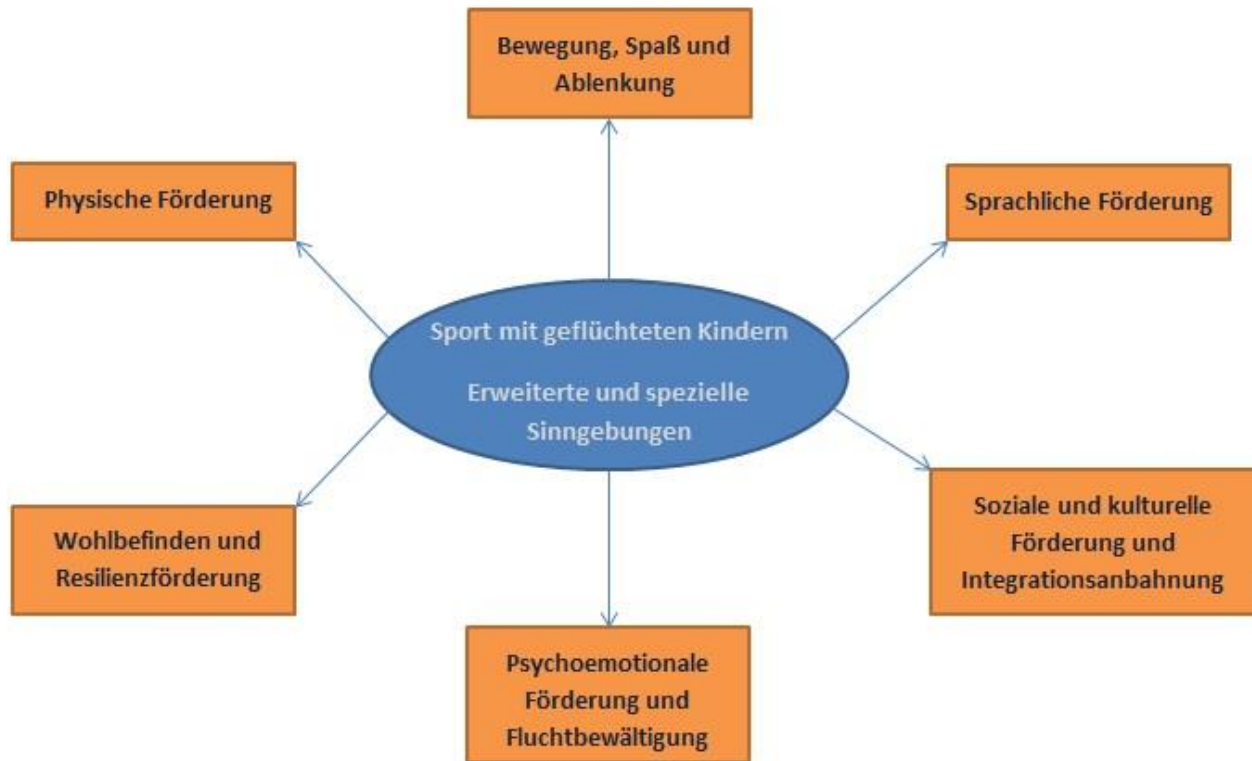 Bewegung, Spaß und
Ablenkung
Physische Förderung
Sprachliche Förderung
Sport mit geflüchteten Kindern
Erweiterte und spezielle
Sinngebungen
Wohlbefinden und
Resilienzförderung
Soziale und kulturelle
Förderung und
Integrationsanbahnung
Psychoemotionale
Förderung und
Fluchtbewältigung